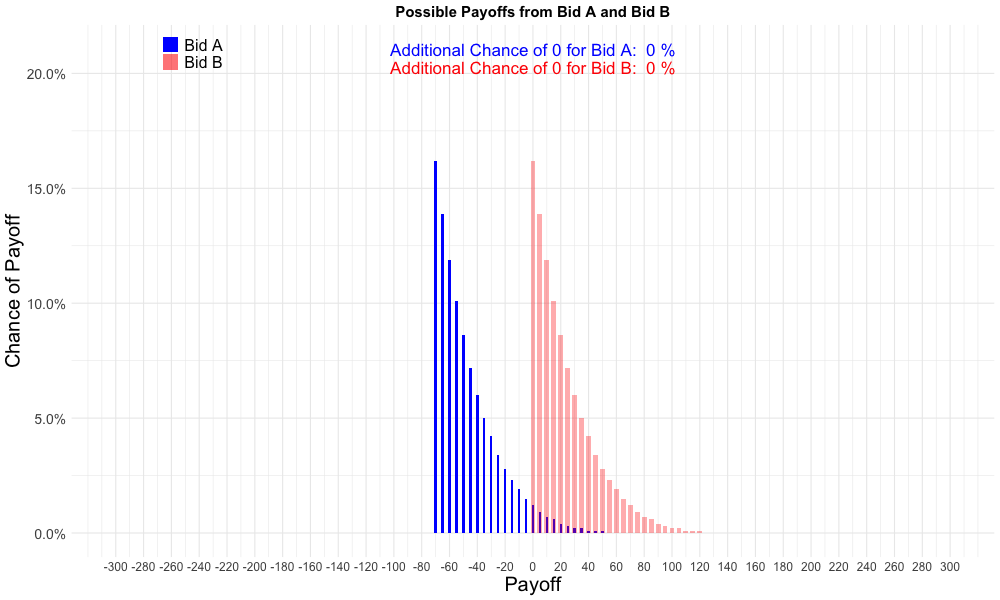 Possible Payoffs from Bid A and Bid B
Bid A
Bid B
Additional Chance of 0 for Bid A:  0 %
Additional Chance of 0 for Bid B:  0 %
Chance of Payoff
20.0%
15.0%
10.0%
5.0%
0.0%
-300 -280 -260 -240 -220 -200 -180 -160 -140 -120 -100 -80 -60 -40 -20 0 20 40 60 80 100 120 140 160 180 200 220 240 260 280 300
Payoff